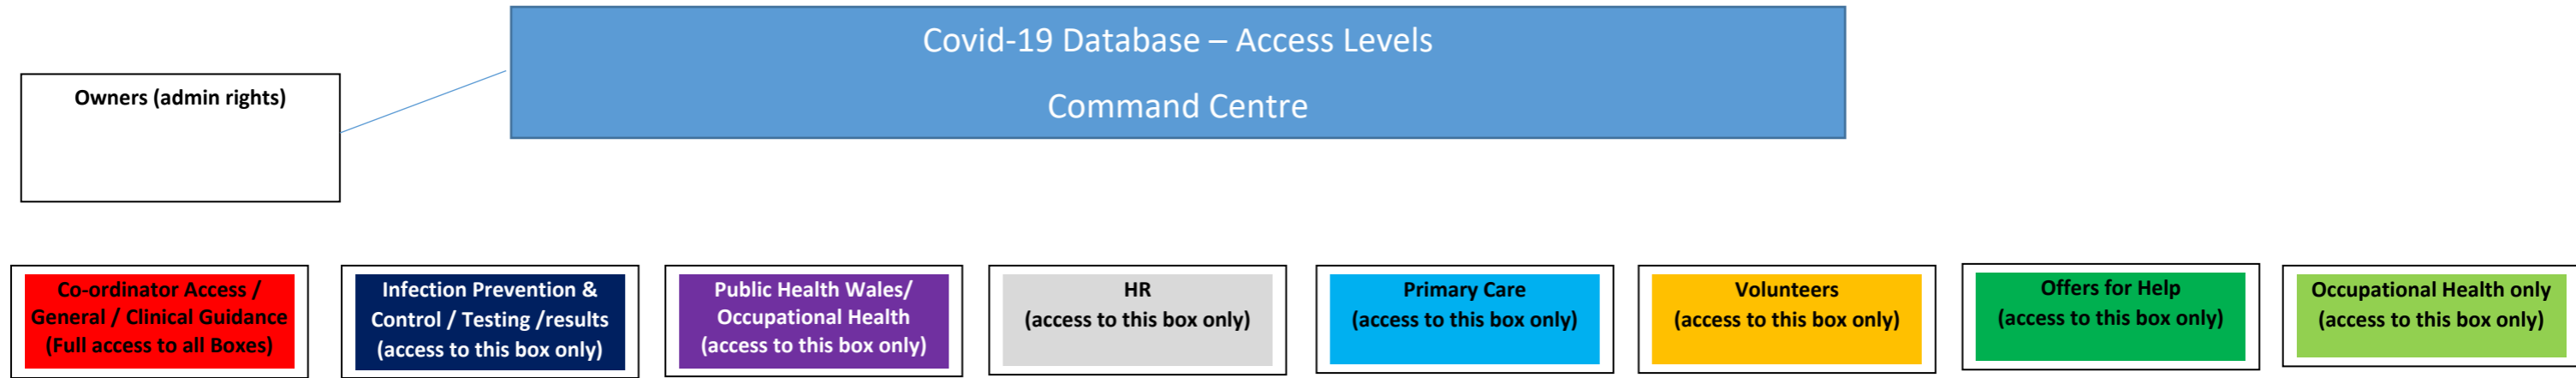 Covid-19 Database – Access Levels
Command Centre
Owners (admin rights)
Co-ordinator Access /
General / Clinical Guidance
(Full access to all Boxes)
Infection Prevention &
Control / Testing /results
(access to this box only)
Public Health Wales/
Occupational Health
(access to this box only)
HR
(access to this box only)
Primary Care
(access to this box only)
Volunteers
(access to this box only)
Offers for Help
(access to this box only)
Occupational Health only
(access to this box only)